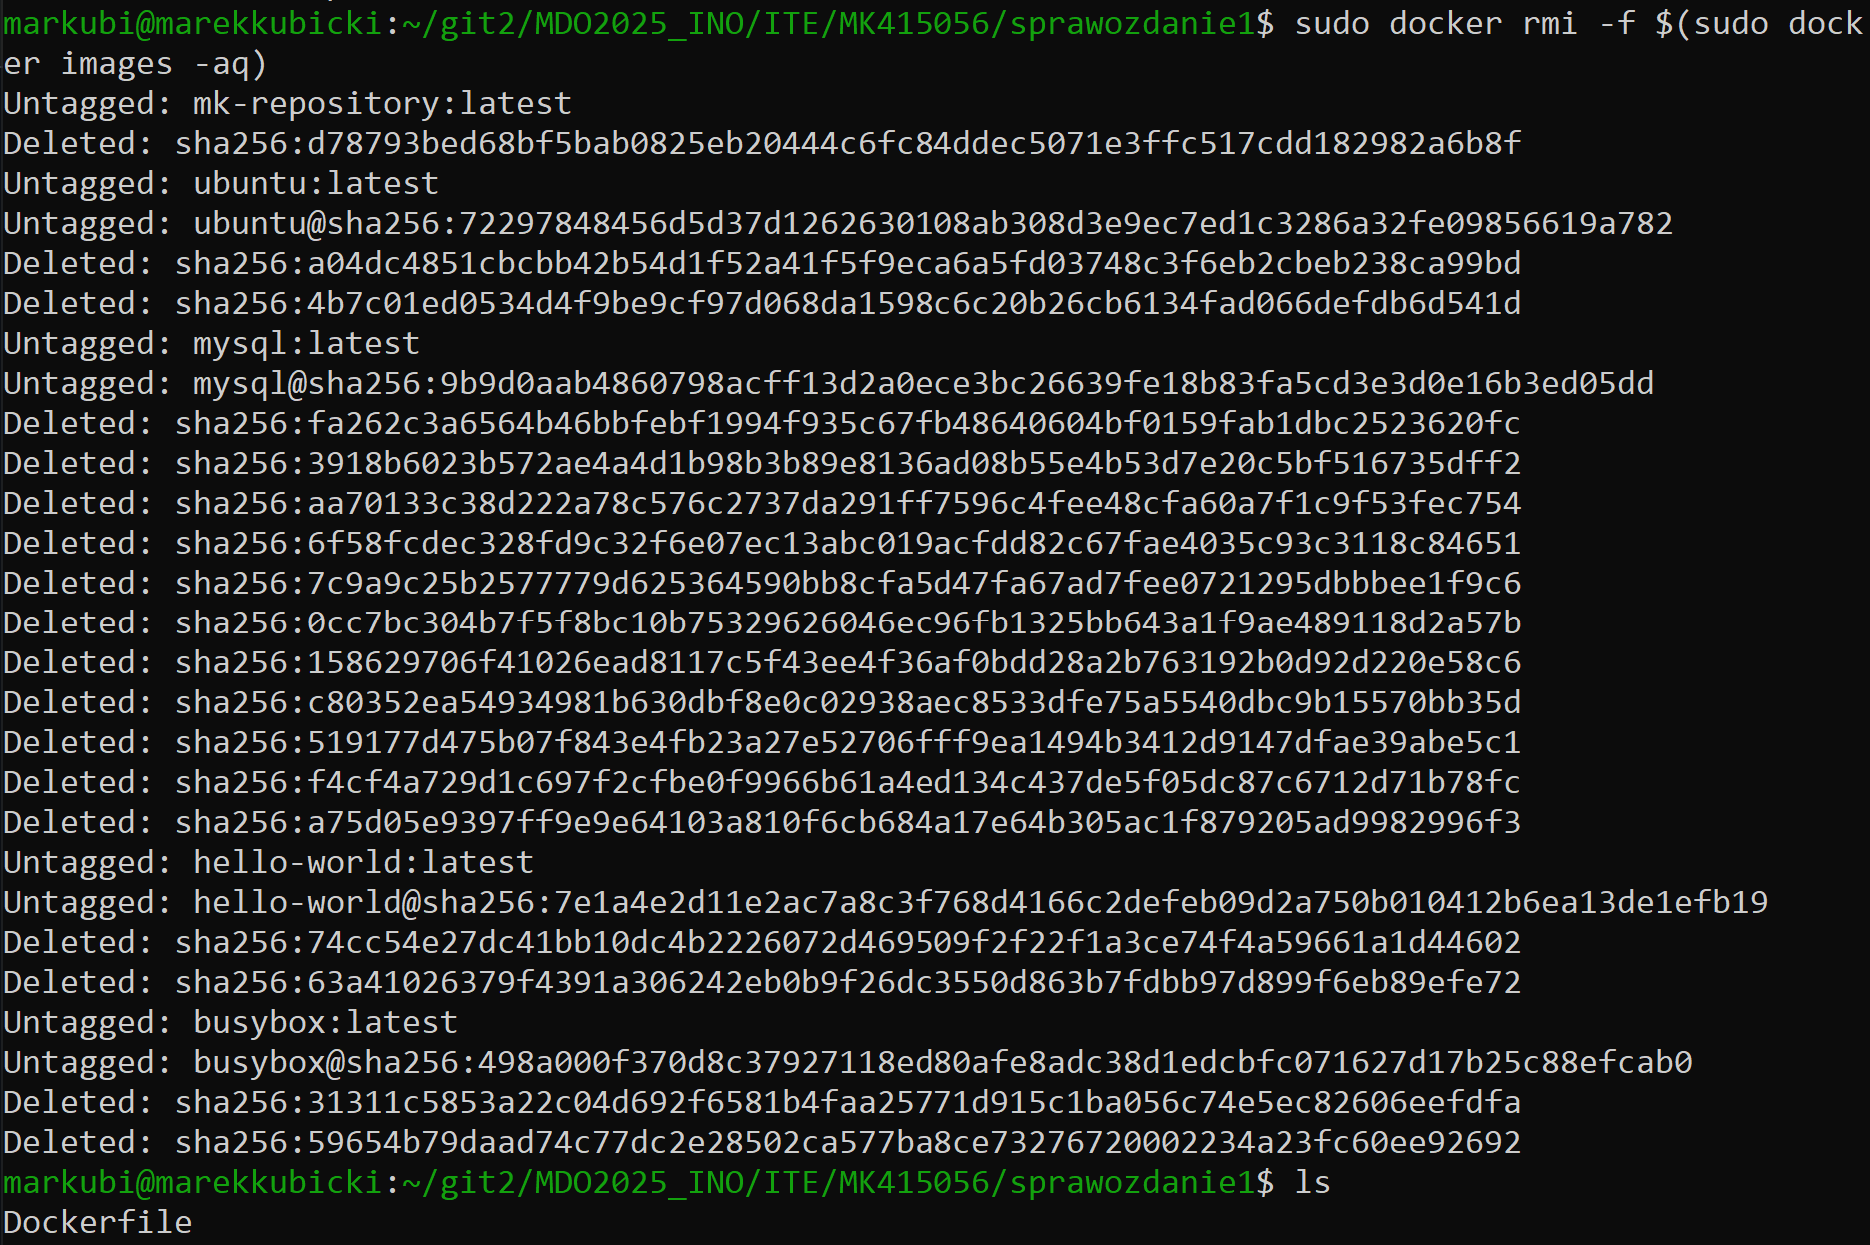 markubi@marekkubicki:~/git2/MDO2025_INO/ITE/MK415056/sprawozdanie1$ sudo docker rmi -f $(sudo dock
er images -aq)
Untagged: mk-repository:latest
Deleted: sha256:d78793bed68bf5bab0825eb20444c6fc84ddec5071e3ffc517cdd182982a6b8f
Untagged: ubuntu:latest
Untagged: ubuntu@sha256:72297848456d5d37d1262630108ab308d3e9ec7ed1c3286a32fe09856619a782
Deleted: sha256:a04dc4851cbcbb42b54d1f52a41f5f9eca6a5fd03748c3f6eb2cbeb238ca99bd
Deleted: sha256:4b7c01ed0534d4f9be9cf97d068da1598c6c20b26cb6134fad066defdb6d541d
Untagged: mysql:latest
Untagged: mysql@sha256:9b9d0aab4860798acff13d2a0ece3bc26639fe18b83fa5cd3e3d0e16b3ed05dd
Deleted: sha256:fa262c3a6564b46bbfebf1994f935c67fb48640604bf0159fab1dbc2523620fc
Deleted: sha256:3918b6023b572ae4a4d1b98b3b89e8136ad08b55e4b53d7e20c5bf516735dff2
Deleted: sha256:aa70133c38d222a78c576c2737da291ff7596c4fee48cfa60a7f1c9f53fec754
Deleted: sha256:6f58fcdec328fd9c32f6e07ec13abc019acfdd82c67fae4035c93c3118c84651
Deleted: sha256:7c9a9c25b2577779d625364590bb8cfa5d47fa67ad7fee0721295dbbbee1f9c6
Deleted: sha256:0cc7bc304b7f5f8bc10b75329626046ec96fb1325bb643a1f9ae489118d2a57b
Deleted: sha256:158629706f41026ead8117c5f43ee4f36af0bdd28a2b763192b0d92d220e58c6
Deleted: sha256:c80352ea54934981b630dbf8e0c02938aec8533dfe75a5540dbc9b15570bb35d
Deleted: sha256:519177d475b07f843e4fb23a27e52706fff9ea1494b3412d9147dfae39abe5c1
Deleted: sha256:f4cf4a729d1c697f2cfbe0f9966b61a4ed134c437de5f05dc87c6712d71b78fc
Deleted: sha256:a75d05e9397ff9e9e64103a810f6cb684a17e64b305ac1f879205ad9982996f3
Untagged: hello-world:latest
Untagged: hello-world@sha256:7e1a4e2d11e2ac7a8c3f768d4166c2defeb09d2a750b010412b6ea13de1efb19
Deleted: sha256:74cc54e27dc41bb10dc4b2226072d469509f2f22f1a3ce74f4a59661a1d44602
Deleted: sha256:63a41026379f4391a306242eb0b9f26dc3550d863b7fdbb97d899f6eb89efe72
Untagged: busybox:latest
Untagged: busybox@sha256:498a000f370d8c37927118ed80afe8adc38d1edcbfc071627d17b25c88efcab0
Deleted: sha256:31311c5853a22c04d692f6581b4faa25771d915c1ba056c74e5ec82606eefdfa
Deleted: sha256:59654b79daad74c77dc2e28502ca577ba8ce73276720002234a23fc60ee92692
markubi@marekkubicki:~/git2/MDO2025_INO/ITE/MK415056/sprawozdanie1$ ls
Dockerfile